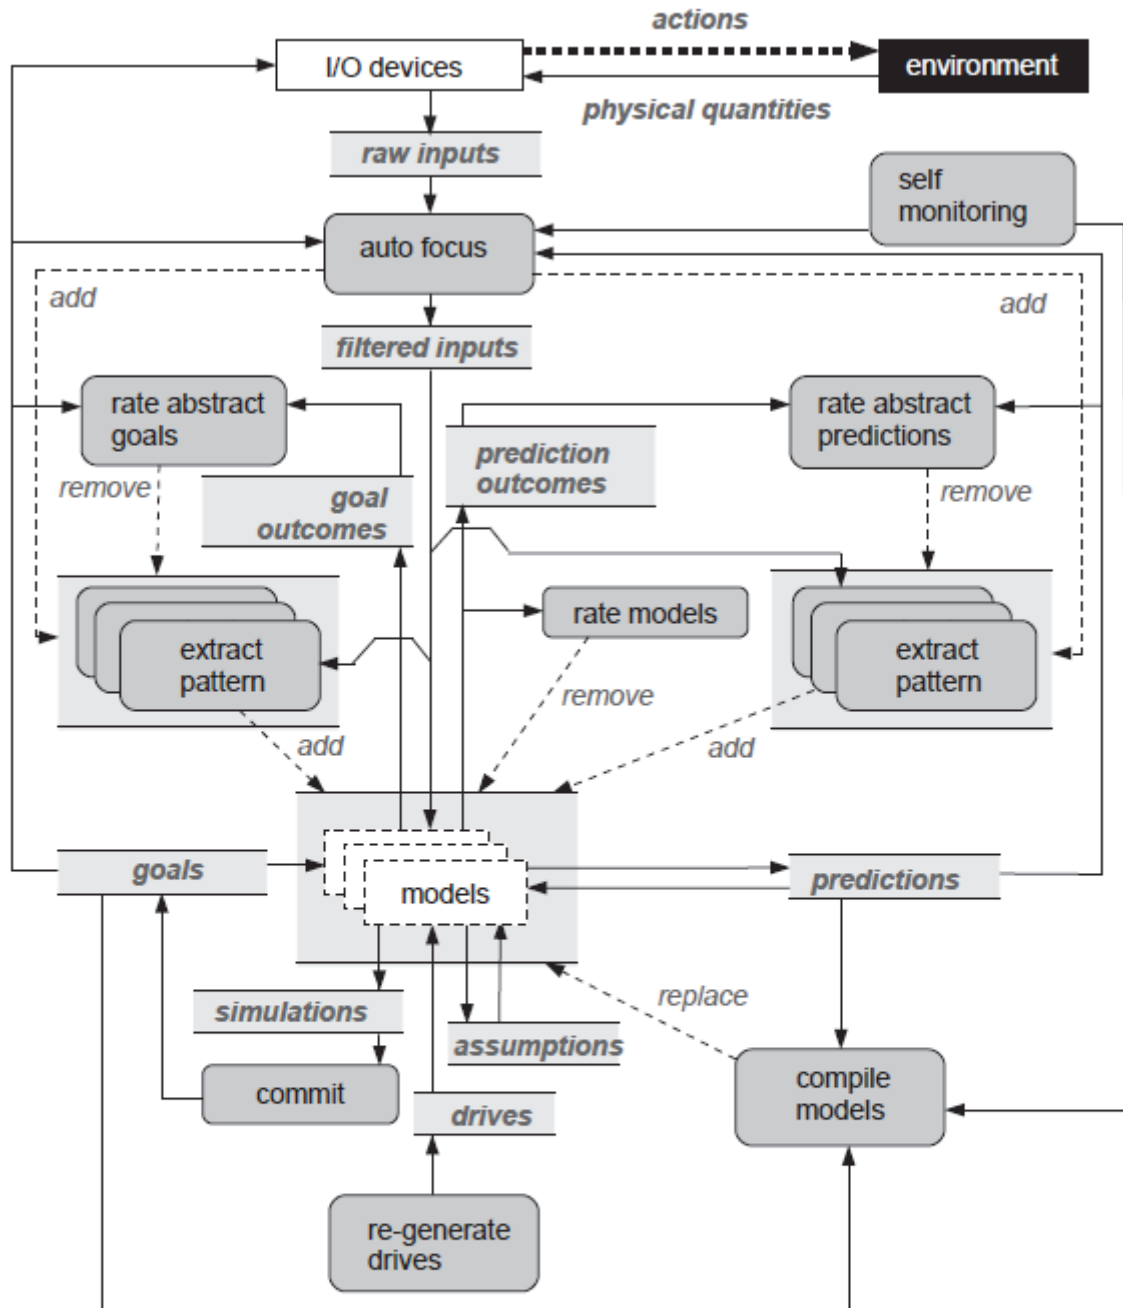 actions
I/O devices
environment
physical quantities
raw inputs
self
monitoring
auto focus
add
add
filtered inputs
rate abstract
goals
rate abstract
predictions
prediction
outcomes
remove
goal
outcomes
remove
rate models
extract
pattern
extract
pattern
remove
add
add
goals
predictions
models
simulations
replace
assumptions
commit
compile
models
drives
re-generate
drives